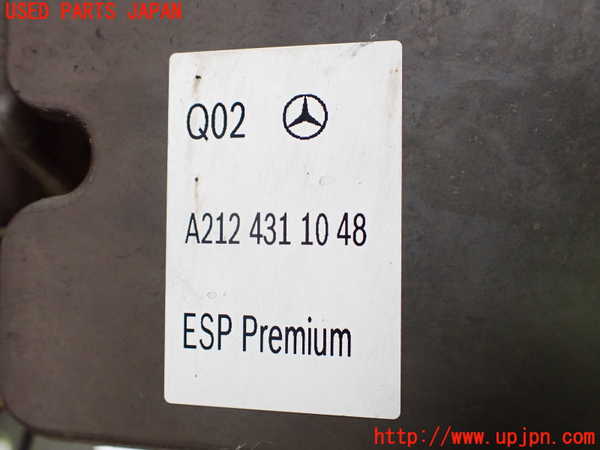 USED PARTS JAPAN
Q02
A212 431 10 48
ESP Premium
http://www.upjpn.com